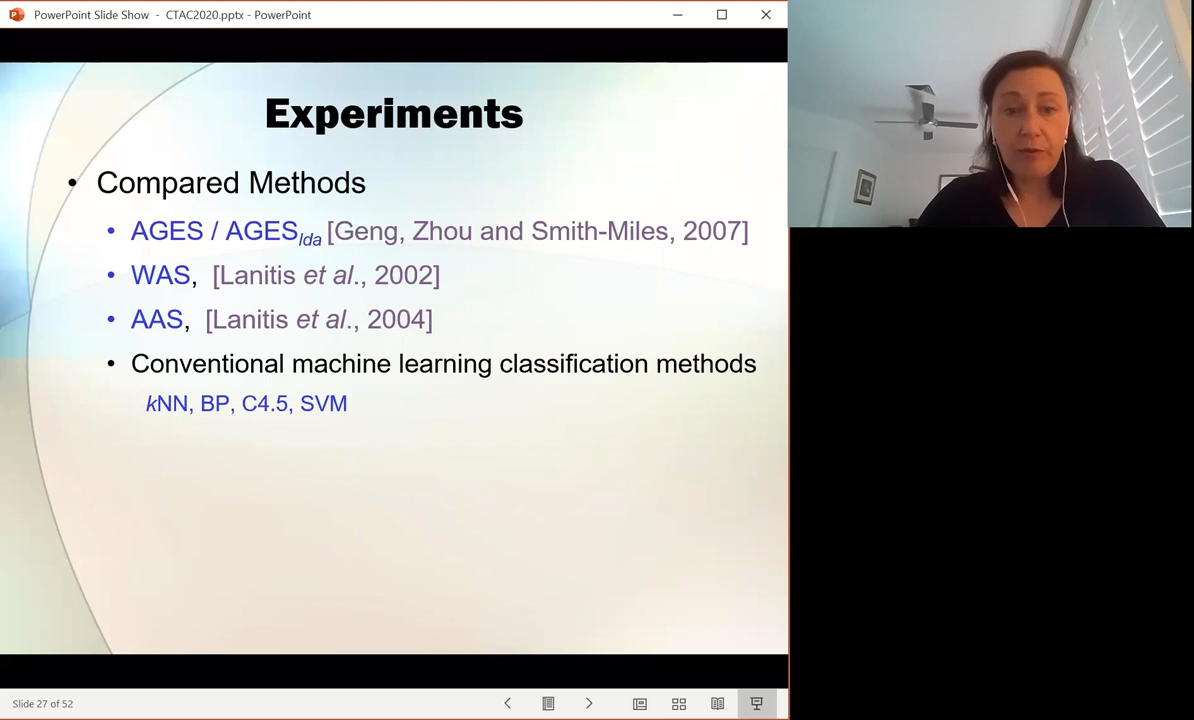 PowerPoint Slide Show - CTAC2020.pptx - PowerPoint
Experiments
• Compared Methods
• AGES / AGESlda [Geng, Zhou and Smith-Miles, 2007]
• WAS, [Lanitis et al., 2002]
• AAS, [Lanitis et al., 2004]
• Conventional machine learning classification methods
kNN, BP, C4.5, SVM
Slide 27 of 52